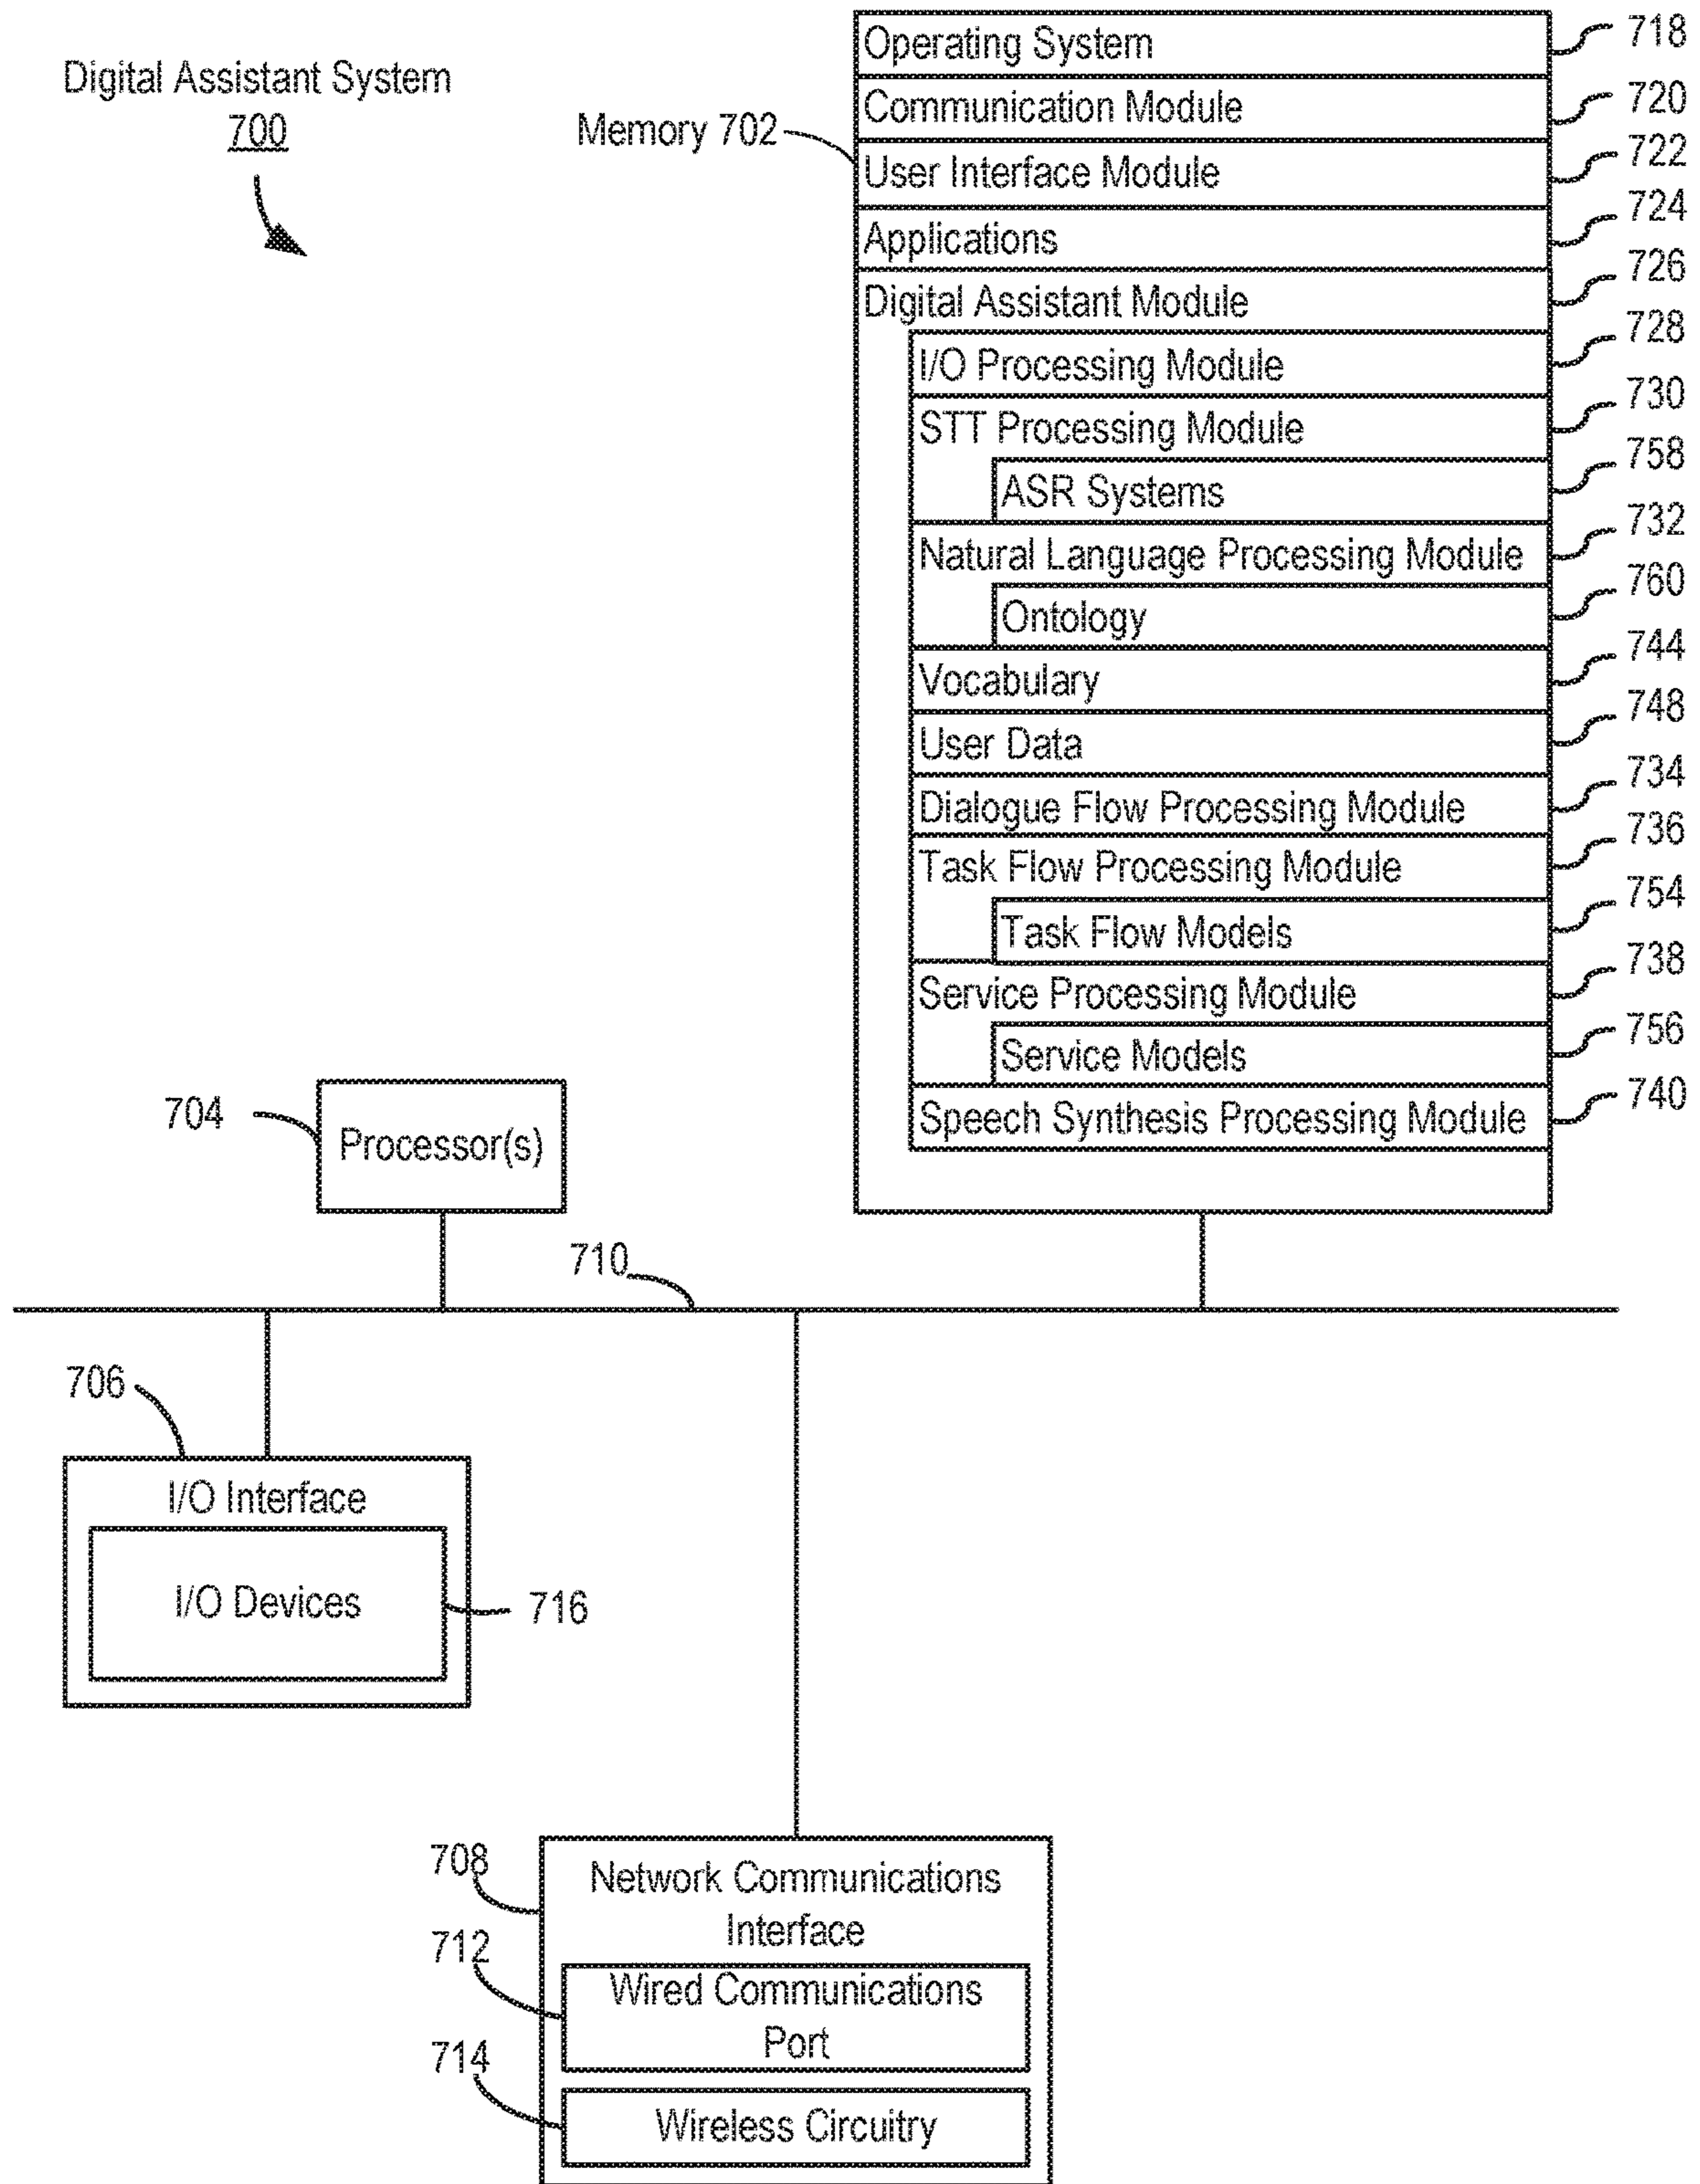 Digital Assistant System
700
Memory 702
Operating System 718
Communication Module 720
User Interface Module 722
Applications 724
Digital Assistant Module 726
I/O Processing Module 728
STT Processing Module 730
ASR Systems 758
Natural Language Processing Module 732
Ontology 760
Vocabulary 744
User Data 748
Dialogue Flow Processing Module 734
Task Flow Processing Module 736
Task Flow Models 754
Service Processing Module 738
Service Models 756
Speech Synthesis Processing Module 740
704
Processor(s)
710
706
I/O Interface
I/O Devices
716
708
Network Communications
Interface
712
Wired Communications
Port
714
Wireless Circuitry